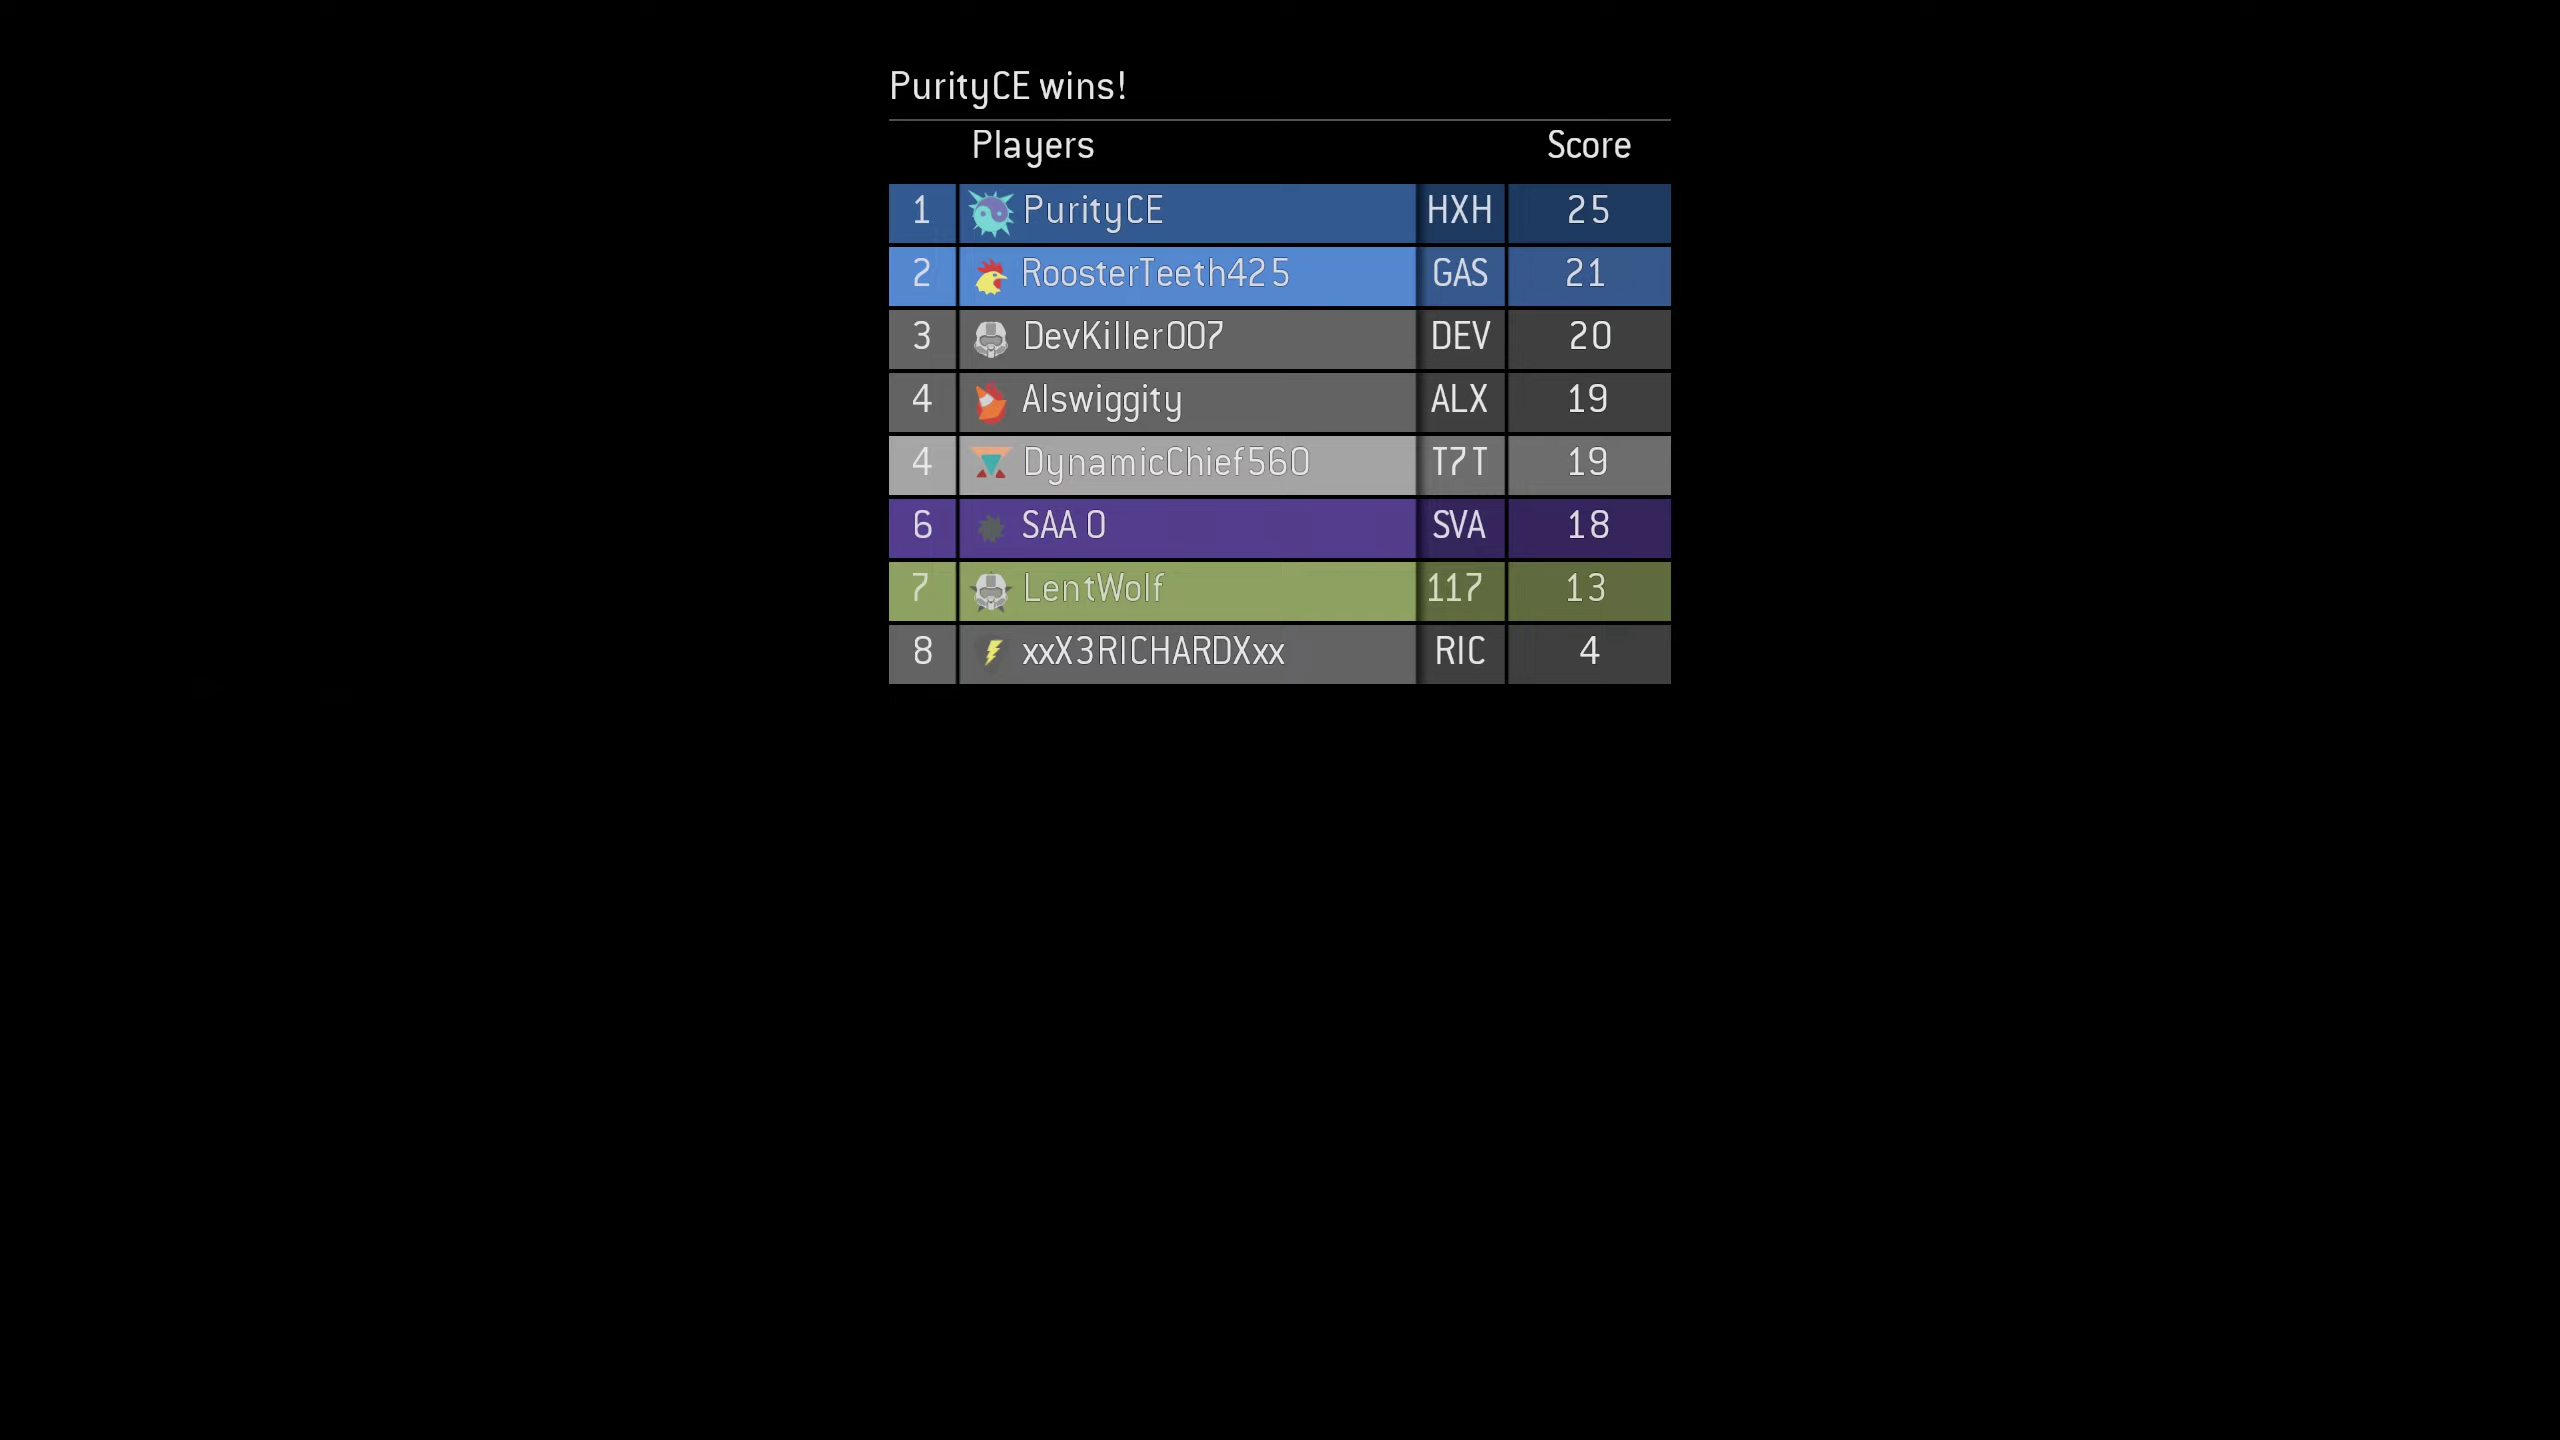 PurityCE wins!
Players Score
1 PurityCE HXH 25
2 RoosterTeeth425 GAS 21
3 DevKiller007 DEV 20
4 Alswiggity ALX 19
4 DynamicChief560 T7T 19
6 SAA 0 SVA 18
7 LentWolf 117 13
8 xxX3RICHARDXxx RIC 4